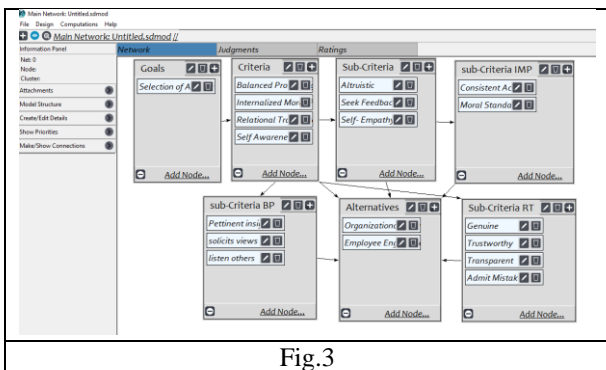 Main Network: Untitled.sdmod
File Design Computations Help
Main Network: Untitled.sdmod //
Information Panel
Net: 0
Node:
Cluster:
Attachments
Model Structure
Create/Edit Details
Show Priorities
Make/Show Connections
Network Judgments Ratings
Goals
Selection of A
Add Node...
Criteria
Balanced Pro
Internalized Mor
Relational Tra
Self Awarene
Add Node...
Sub-Criteria
Altruistic
Seek Feedbac
Self- Empathy
Add Node...
sub-Criteria IMP
Consistent Ac
Moral Standa
Add Node...
sub-Criteria BP
Pettinent insi
solicits views
listen others
Add Node...
Alternatives
Organizationa
Employee Eng
Add Node...
Sub-Criteria RT
Genuine
Trustworthy
Transparent
Admit Mistak
Add Node...
Fig.3